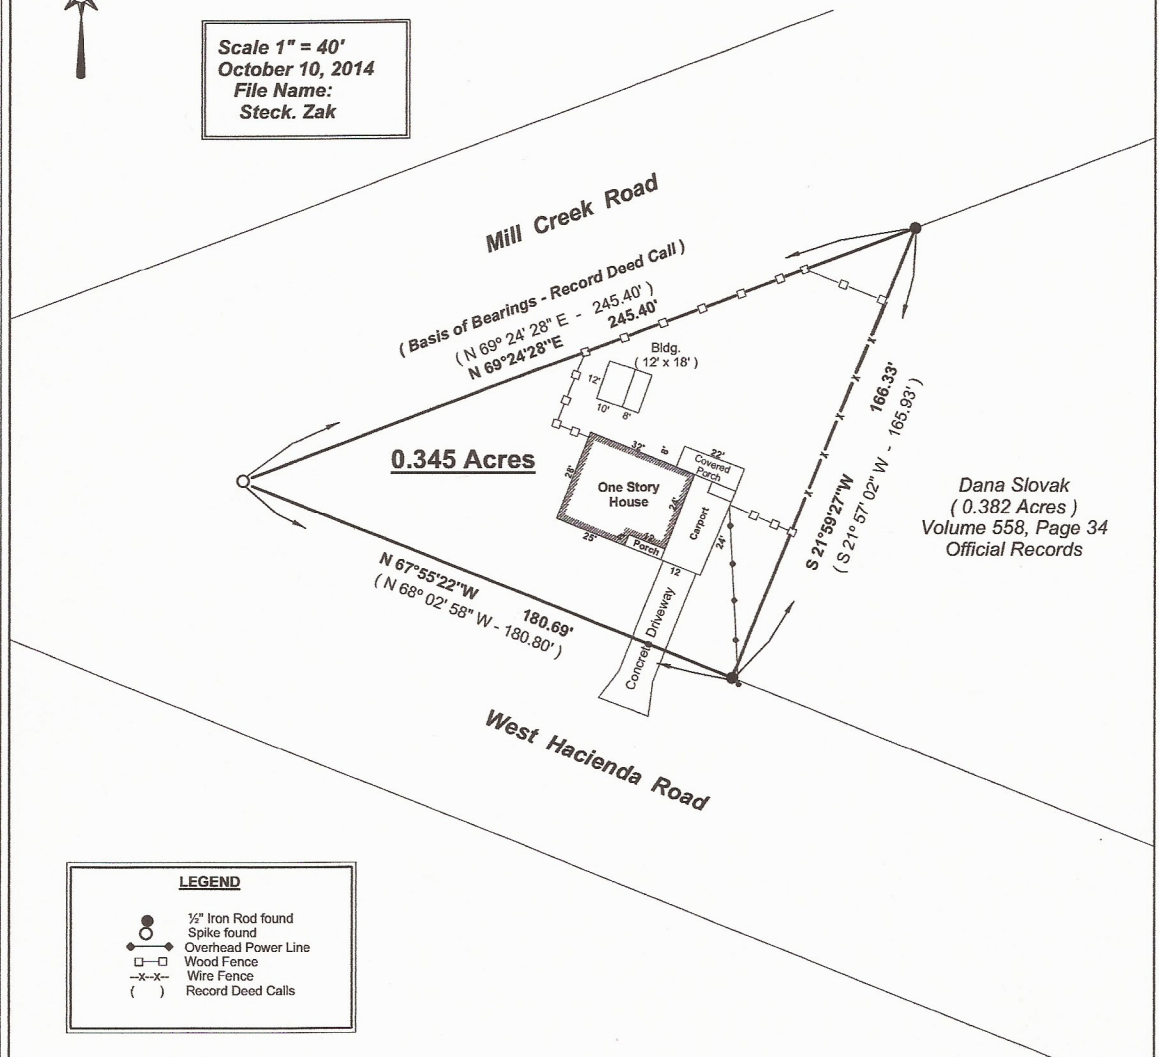 Scale 1" = 40'
October 10, 2014
File Name:
Steck. Zak
Mill Creek Road
( Basis of Bearings - Record Deed Call )
( N 69° 24' 28" E - 245.40' )
N 69°24'28"E 245.40'
Bldg.
( 12' x 18' )
12'
10' 8'
0.345 Acres
166.33'
S 21°59'27"W
( S 21° 57' 02" W - 165.93' )
32'
8'
22'
Covered
Porch
28'
One Story
House
24'
Carport
24'
25'
Porch
12
Dana Slovak
( 0.382 Acres )
Volume 558, Page 34
Official Records
N 67°55'22"W 180.69'
( N 68° 02' 58" W - 180.80' )
Concrete Driveway
West Hacienda Road
LEGEND
½" Iron Rod found
Spike found
Overhead Power Line
Wood Fence
--x--x-- Wire Fence
( ) Record Deed Calls